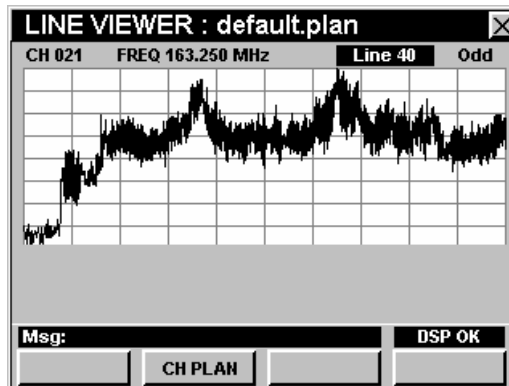 LINE VIEWER : default.plan
CH 021 FREQ 163.250 MHz Line 40 Odd
Msg: DSP OK
CH PLAN